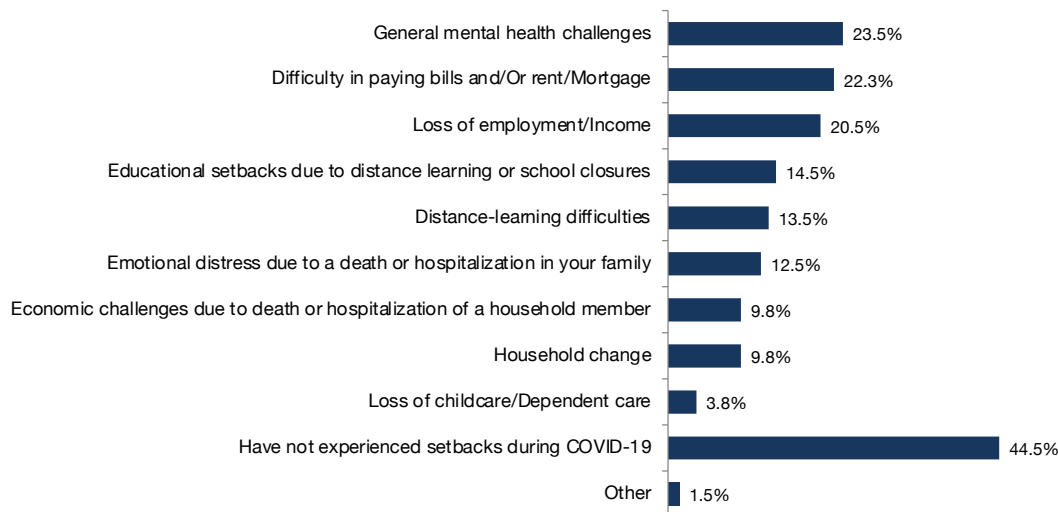 General mental health challenges 23.5%
Difficulty in paying bills and/Or rent/Mortgage 22.3%
Loss of employment/Income 20.5%
Educational setbacks due to distance learning or school closures 14.5%
Distance-learning difficulties 13.5%
Emotional distress due to a death or hospitalization in your family 12.5%
Economic challenges due to death or hospitalization of a household member 9.8%
Household change 9.8%
Loss of childcare/Dependent care 3.8%
Have not experienced setbacks during COVID-19 44.5%
Other 1.5%